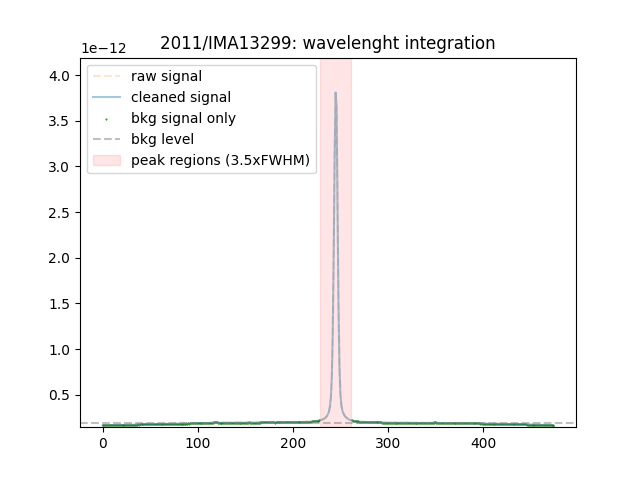 2011/IMA13299: wavelenght integration
1e−12
4.0
3.5
3.0
2.5
2.0
1.5
1.0
0.5
raw signal
cleaned signal
bkg signal only
bkg level
peak regions (3.5xFWHM)
0 100 200 300 400